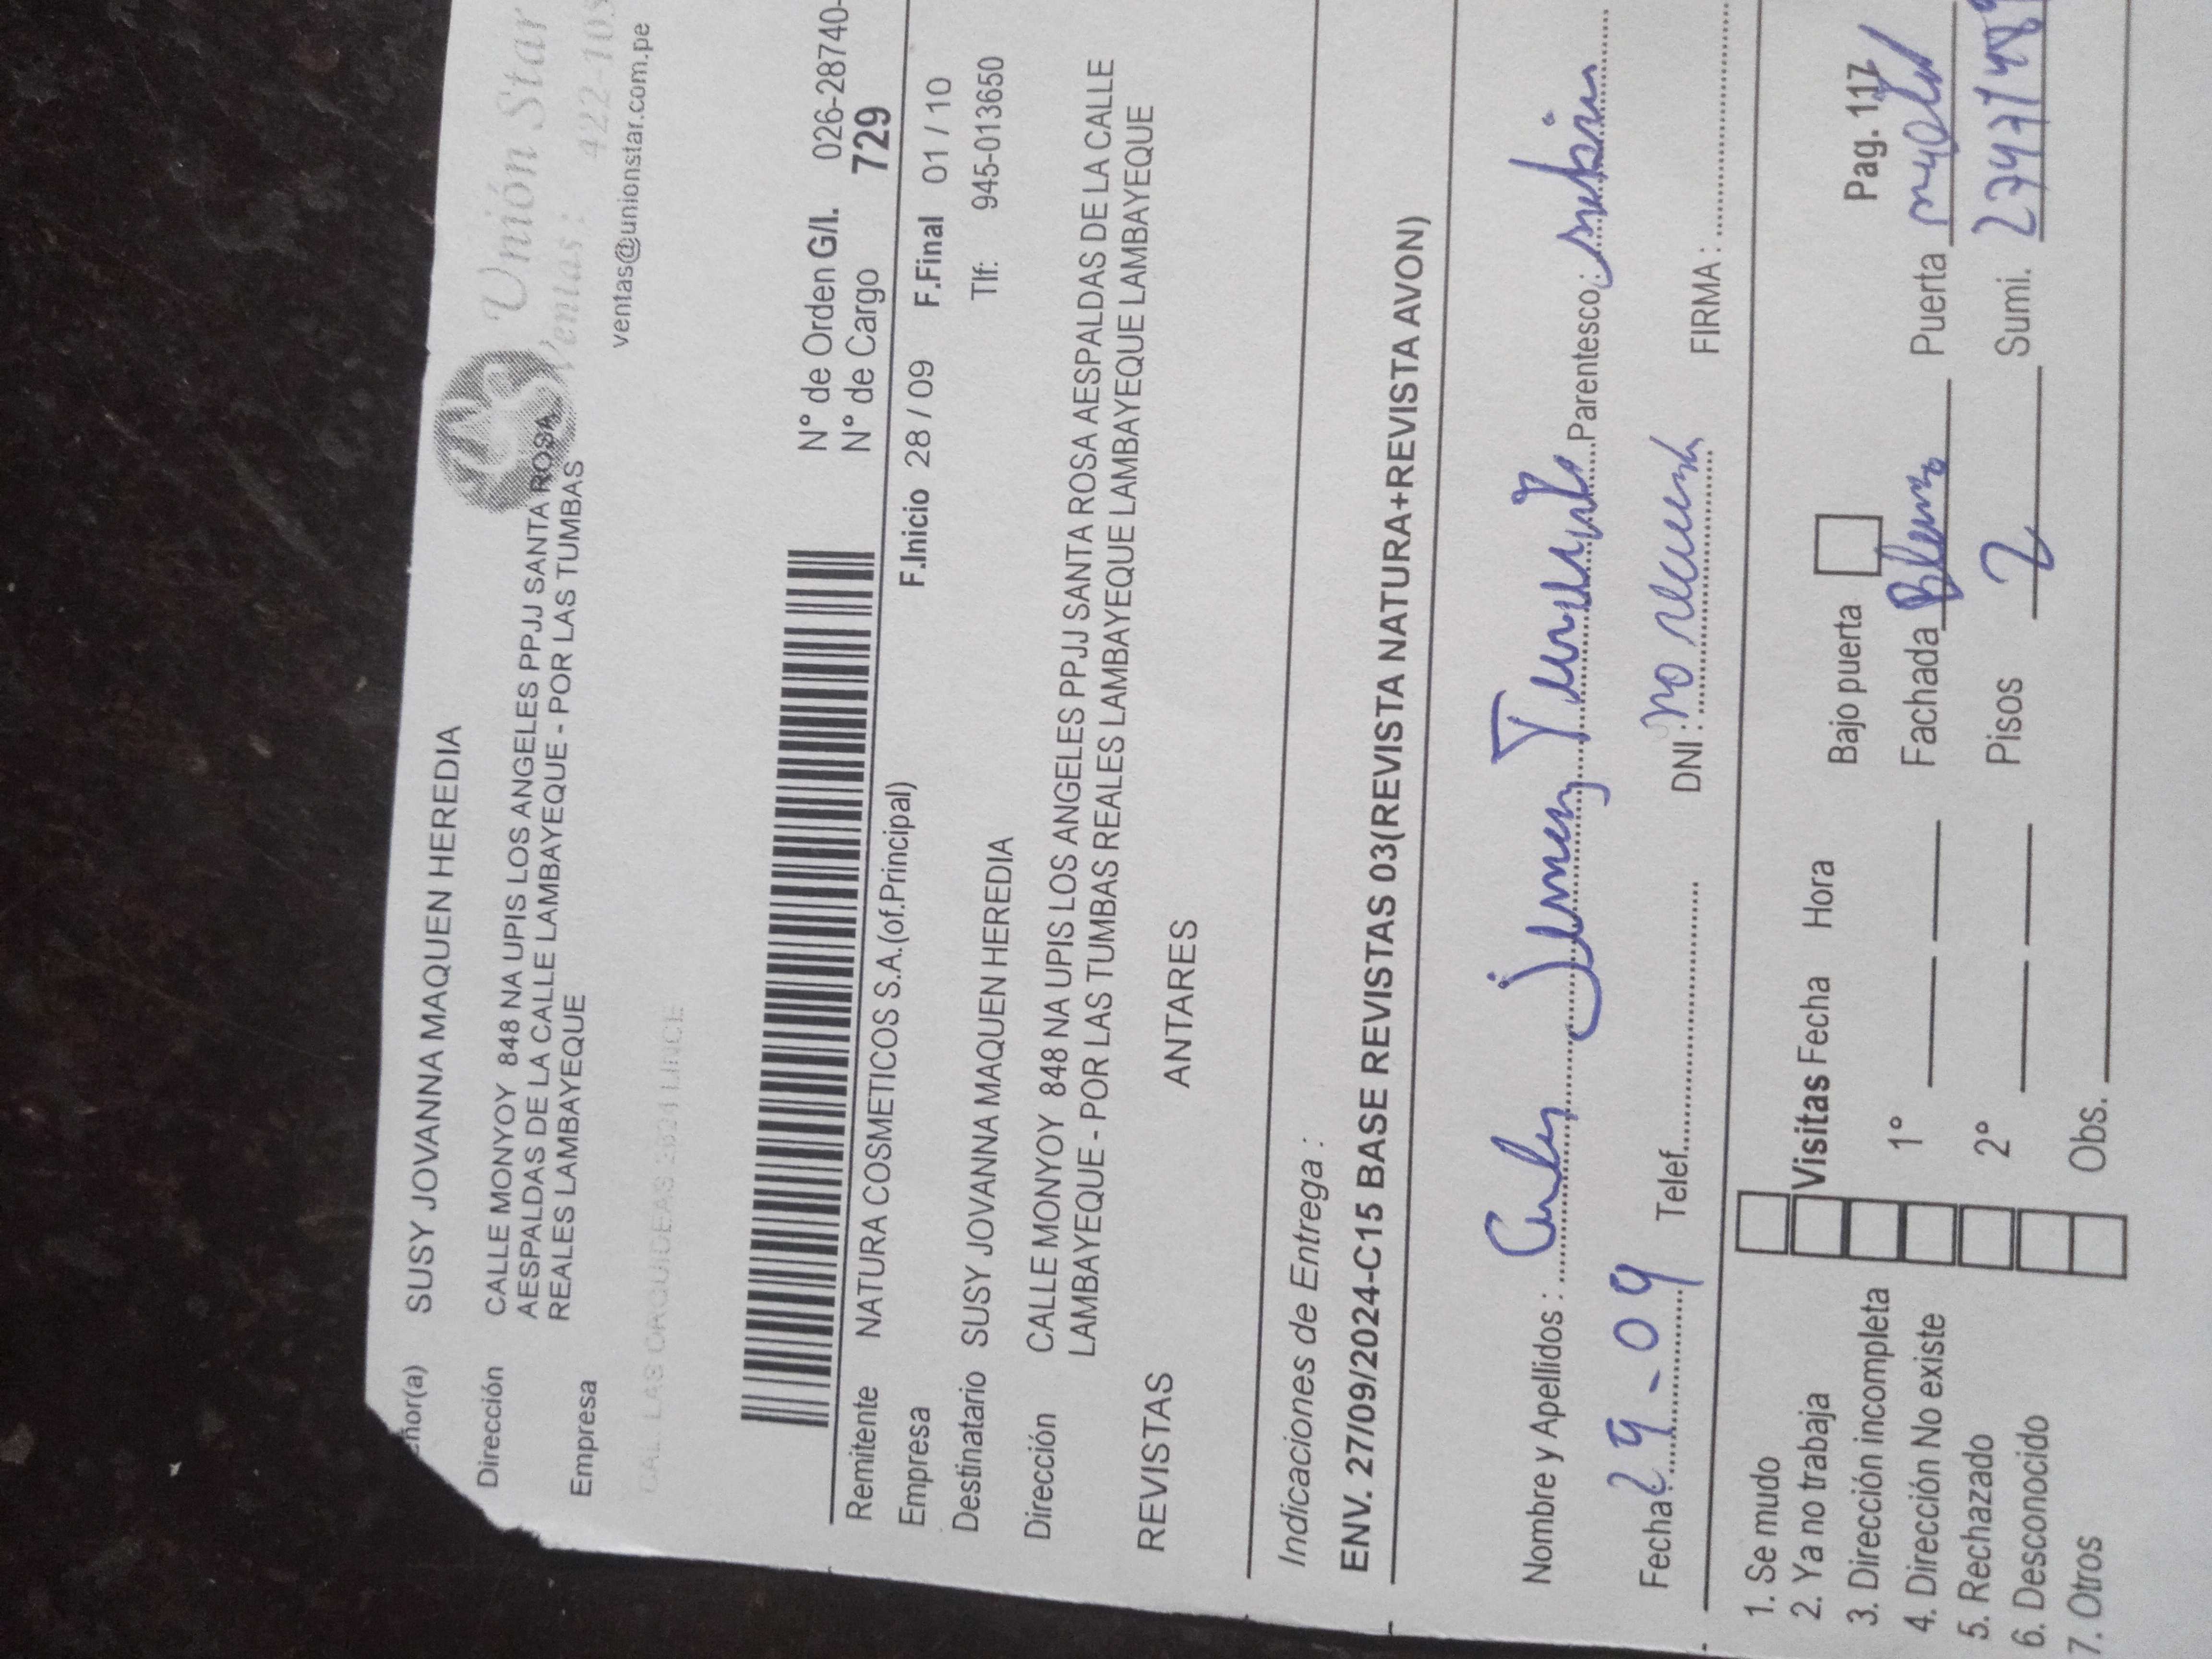 Unión Star
Ventas: 422-103
ventas@unionstar.com.pe
eñor(a) SUSY JOVANNA MAQUEN HEREDIA
Dirección CALLE MONYOY 848 NA UPIS LOS ANGELES PPJJ SANTA ROSA
AESPALDAS DE LA CALLE LAMBAYEQUE - POR LAS TUMBAS
REALES LAMBAYEQUE
Empresa
CAL LAS ORQUIDEAS LINCE
N° de Orden G/I. 026-28740-
N° de Cargo 729
Remitente NATURA COSMETICOS S.A.(of.Principal)
F.Inicio 28 / 09 F.Final 01 / 10
Empresa
Destinatario SUSY JOVANNA MAQUEN HEREDIA
Tlf: 945-013650
Dirección CALLE MONYOY 848 NA UPIS LOS ANGELES PPJJ SANTA ROSA AESPALDAS DE LA CALLE
LAMBAYEQUE - POR LAS TUMBAS REALES LAMBAYEQUE LAMBAYEQUE LAMBAYEQUE LAMBAYEQUE
REVISTAS ANTARES
Indicaciones de Entrega :
ENV. 27/09/2024-C15 BASE REVISTAS 03(REVISTA NATURA+REVISTA AVON)
Nombre y Apellidos : Parentesco:
Fecha: 29-09 Telef. DNI: no FIRMA :
1. Se mudo
2. Ya no trabaja
3. Dirección incompleta
4. Dirección No existe
5. Rechazado
6. Desconocido
7. Otros
Visitas Fecha Hora
1°
2°
Obs.
Bajo puerta
Pag. 117
Fachada Puerta
Pisos 2 Sumi.